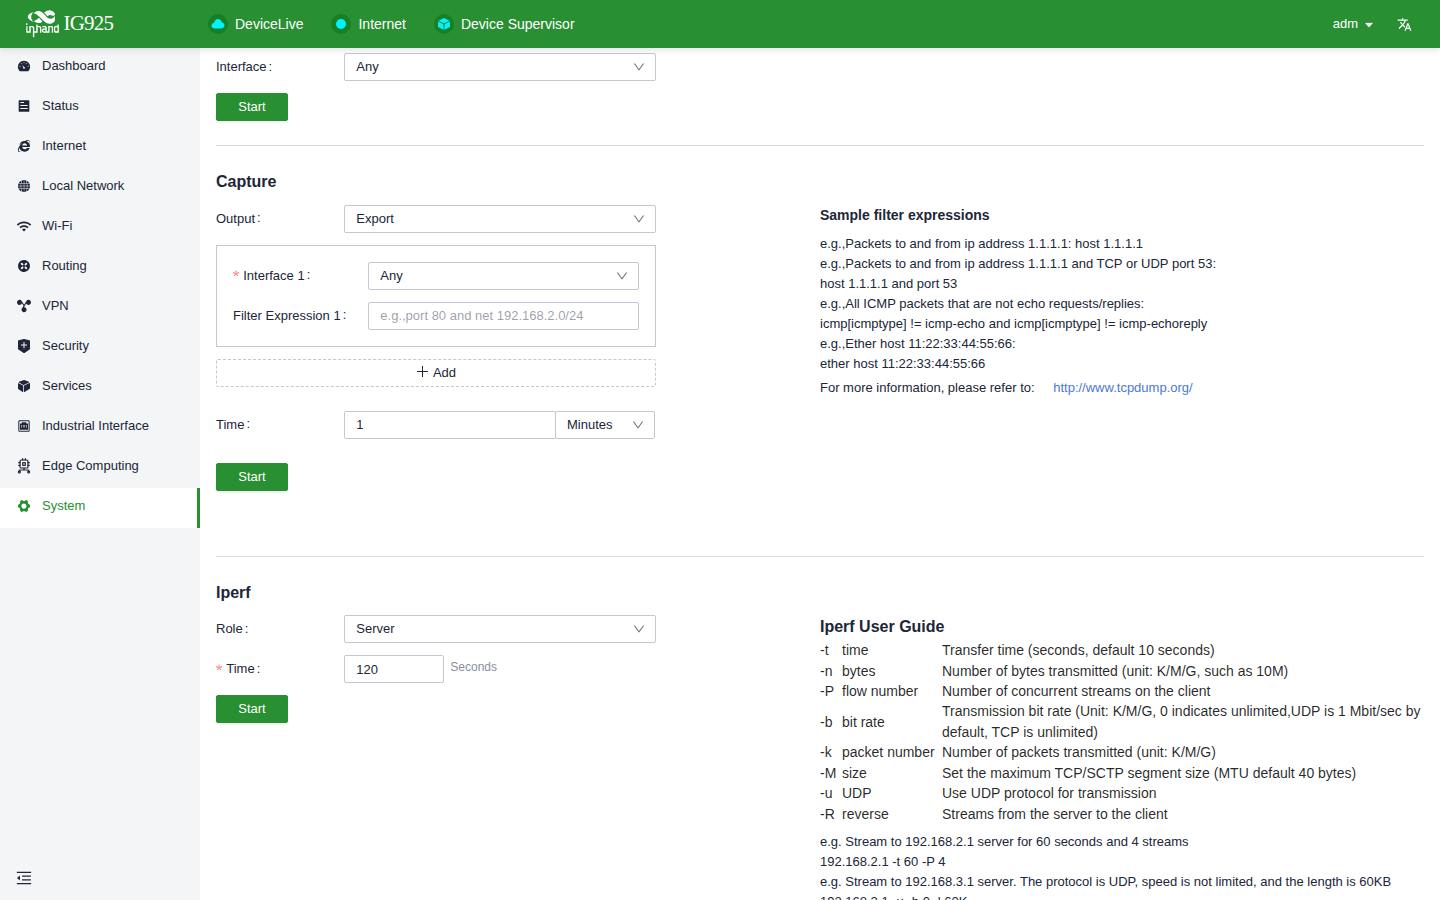 inhand IG925
DeviceLive
Internet
Device Supervisor
adm
Dashboard
Status
Internet
Local Network
Wi-Fi
Routing
VPN
Security
Services
Industrial Interface
Edge Computing
System
Interface:
Any
Start
Capture
Output:
Export
* Interface 1:
Any
Filter Expression 1:
e.g.,port 80 and net 192.168.2.0/24
Add
Time:
1
Minutes
Start
Sample filter expressions
e.g.,Packets to and from ip address 1.1.1.1: host 1.1.1.1
e.g.,Packets to and from ip address 1.1.1.1 and TCP or UDP port 53:
host 1.1.1.1 and port 53
e.g.,All ICMP packets that are not echo requests/replies:
icmp[icmptype] != icmp-echo and icmp[icmptype] != icmp-echoreply
e.g.,Ether host 11:22:33:44:55:66:
ether host 11:22:33:44:55:66
For more information, please refer to: http://www.tcpdump.org/
Iperf
Role:
Server
* Time:
120
Seconds
Start
Iperf User Guide
-t time Transfer time (seconds, default 10 seconds)
-n bytes Number of bytes transmitted (unit: K/M/G, such as 10M)
-P flow number Number of concurrent streams on the client
-b bit rate Transmission bit rate (Unit: K/M/G, 0 indicates unlimited,UDP is 1 Mbit/sec by
default, TCP is unlimited)
-k packet number Number of packets transmitted (unit: K/M/G)
-M size Set the maximum TCP/SCTP segment size (MTU default 40 bytes)
-u UDP Use UDP protocol for transmission
-R reverse Streams from the server to the client
e.g. Stream to 192.168.2.1 server for 60 seconds and 4 streams
192.168.2.1 -t 60 -P 4
e.g. Stream to 192.168.3.1 server. The protocol is UDP, speed is not limited, and the length is 60KB